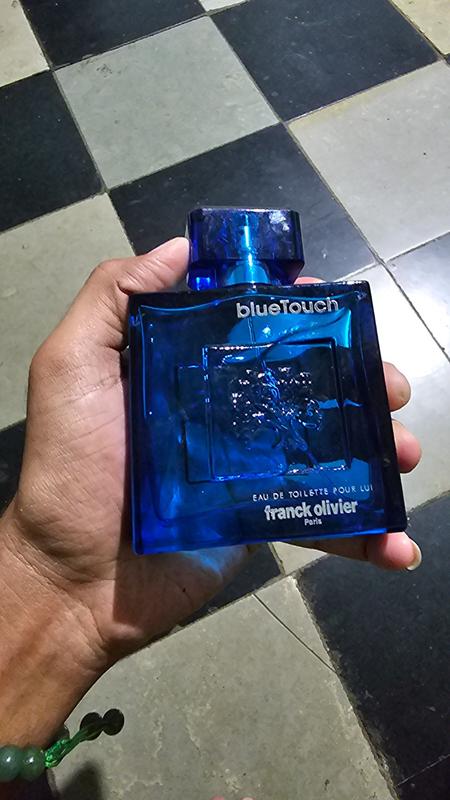 blueTouch
EAU DE TOILETTE POUR LUI
franck olivier
Paris